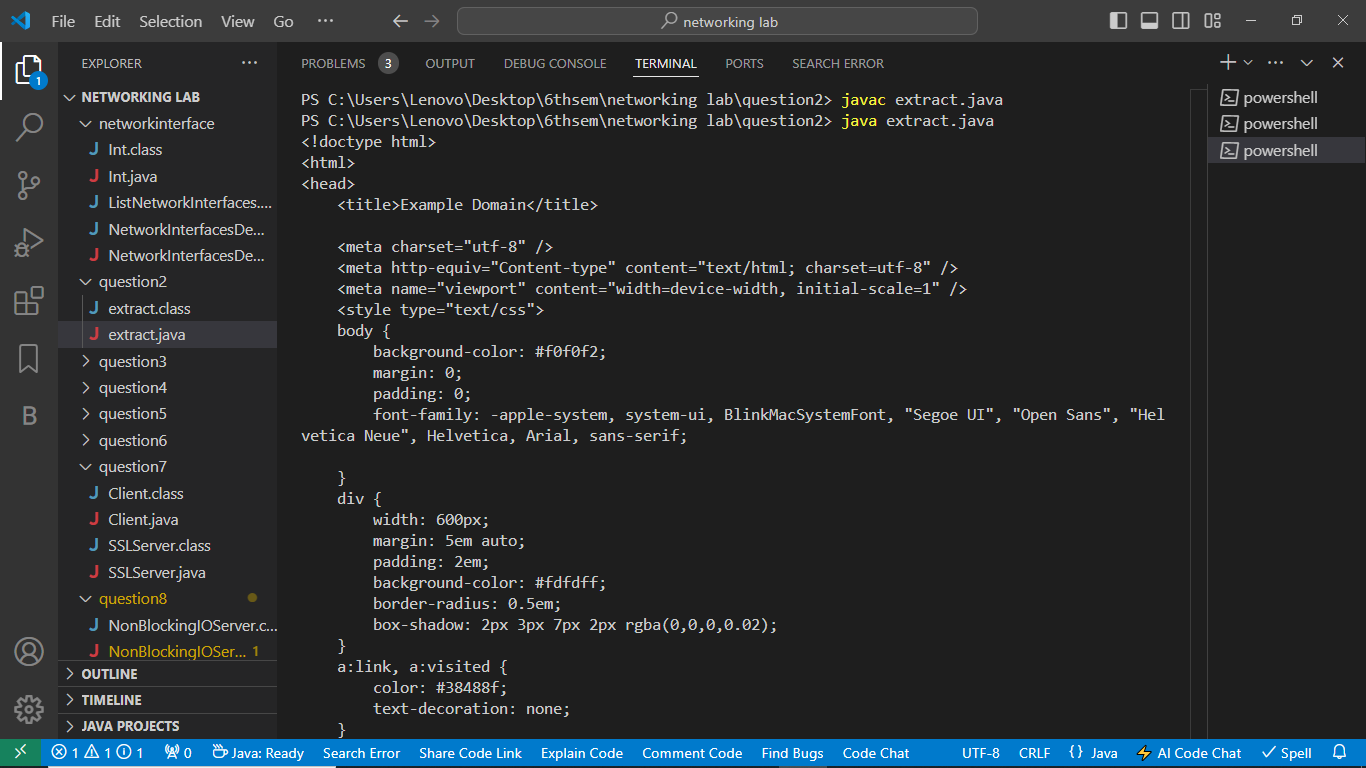 File Edit Selection View Go ··· networking lab
EXPLORER ···
NETWORKING LAB
networkinterface
Int.class
Int.java
ListNetworkInterfaces....
NetworkInterfacesDe...
NetworkInterfacesDe...
question2
extract.class
extract.java
question3
question4
question5
question6
question7
Client.class
Client.java
SSLServer.class
SSLServer.java
question8
NonBlockingIOServer.c...
NonBlockingIOSer... 1
OUTLINE
TIMELINE
JAVA PROJECTS
1
B
PROBLEMS 3 OUTPUT DEBUG CONSOLE TERMINAL PORTS SEARCH ERROR
PS C:\Users\Lenovo\Desktop\6thsem\networking lab\question2> javac extract.java
PS C:\Users\Lenovo\Desktop\6thsem\networking lab\question2> java extract.java
<!doctype html>
<html>
<head>
    <title>Example Domain</title>
    <meta charset="utf-8" />
    <meta http-equiv="Content-type" content="text/html; charset=utf-8" />
    <meta name="viewport" content="width=device-width, initial-scale=1" />
    <style type="text/css">
    body {
        background-color: #f0f0f2;
        margin: 0;
        padding: 0;
        font-family: -apple-system, system-ui, BlinkMacSystemFont, "Segoe UI", "Open Sans", "Hel
vetica Neue", Helvetica, Arial, sans-serif;
    }
    div {
        width: 600px;
        margin: 5em auto;
        padding: 2em;
        background-color: #fdfdff;
        border-radius: 0.5em;
        box-shadow: 2px 3px 7px 2px rgba(0,0,0,0.02);
    }
    a:link, a:visited {
        color: #38488f;
        text-decoration: none;
    }
powershell
powershell
powershell
1 1 1 0 Java: Ready Search Error Share Code Link Explain Code Comment Code Find Bugs Code Chat UTF-8 CRLF {} Java AI Code Chat Spell